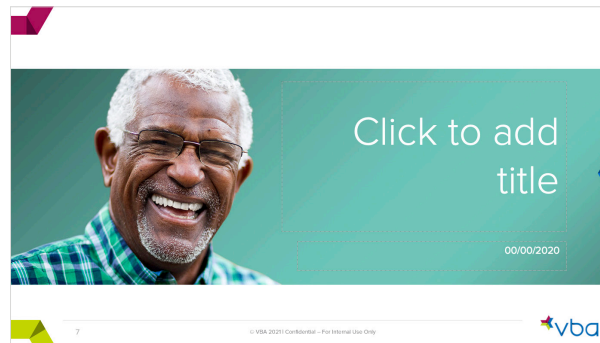 Click to add
title
00/00/2020
7
© VBA 2021| Confidential – For Internal Use Only
vba